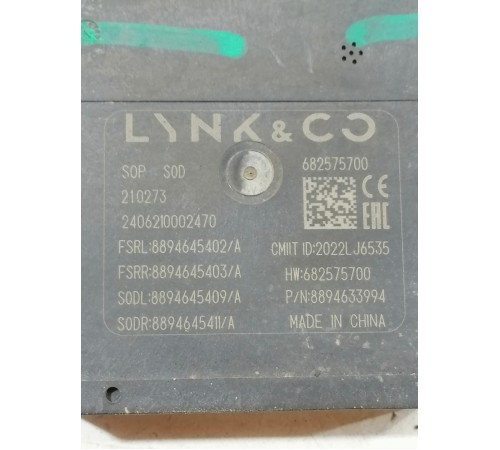 LYNK & CO
SOP SOD
682575700
210273
2406210002470
CE
EAC
FSRL:8894645402/A
CMIIT ID:2022LJ6535
FSRR:8894645403/A
HW:682575700
SODL:8894645409/A
P/N:8894633994
SODR:8894645411/A
MADE IN CHINA